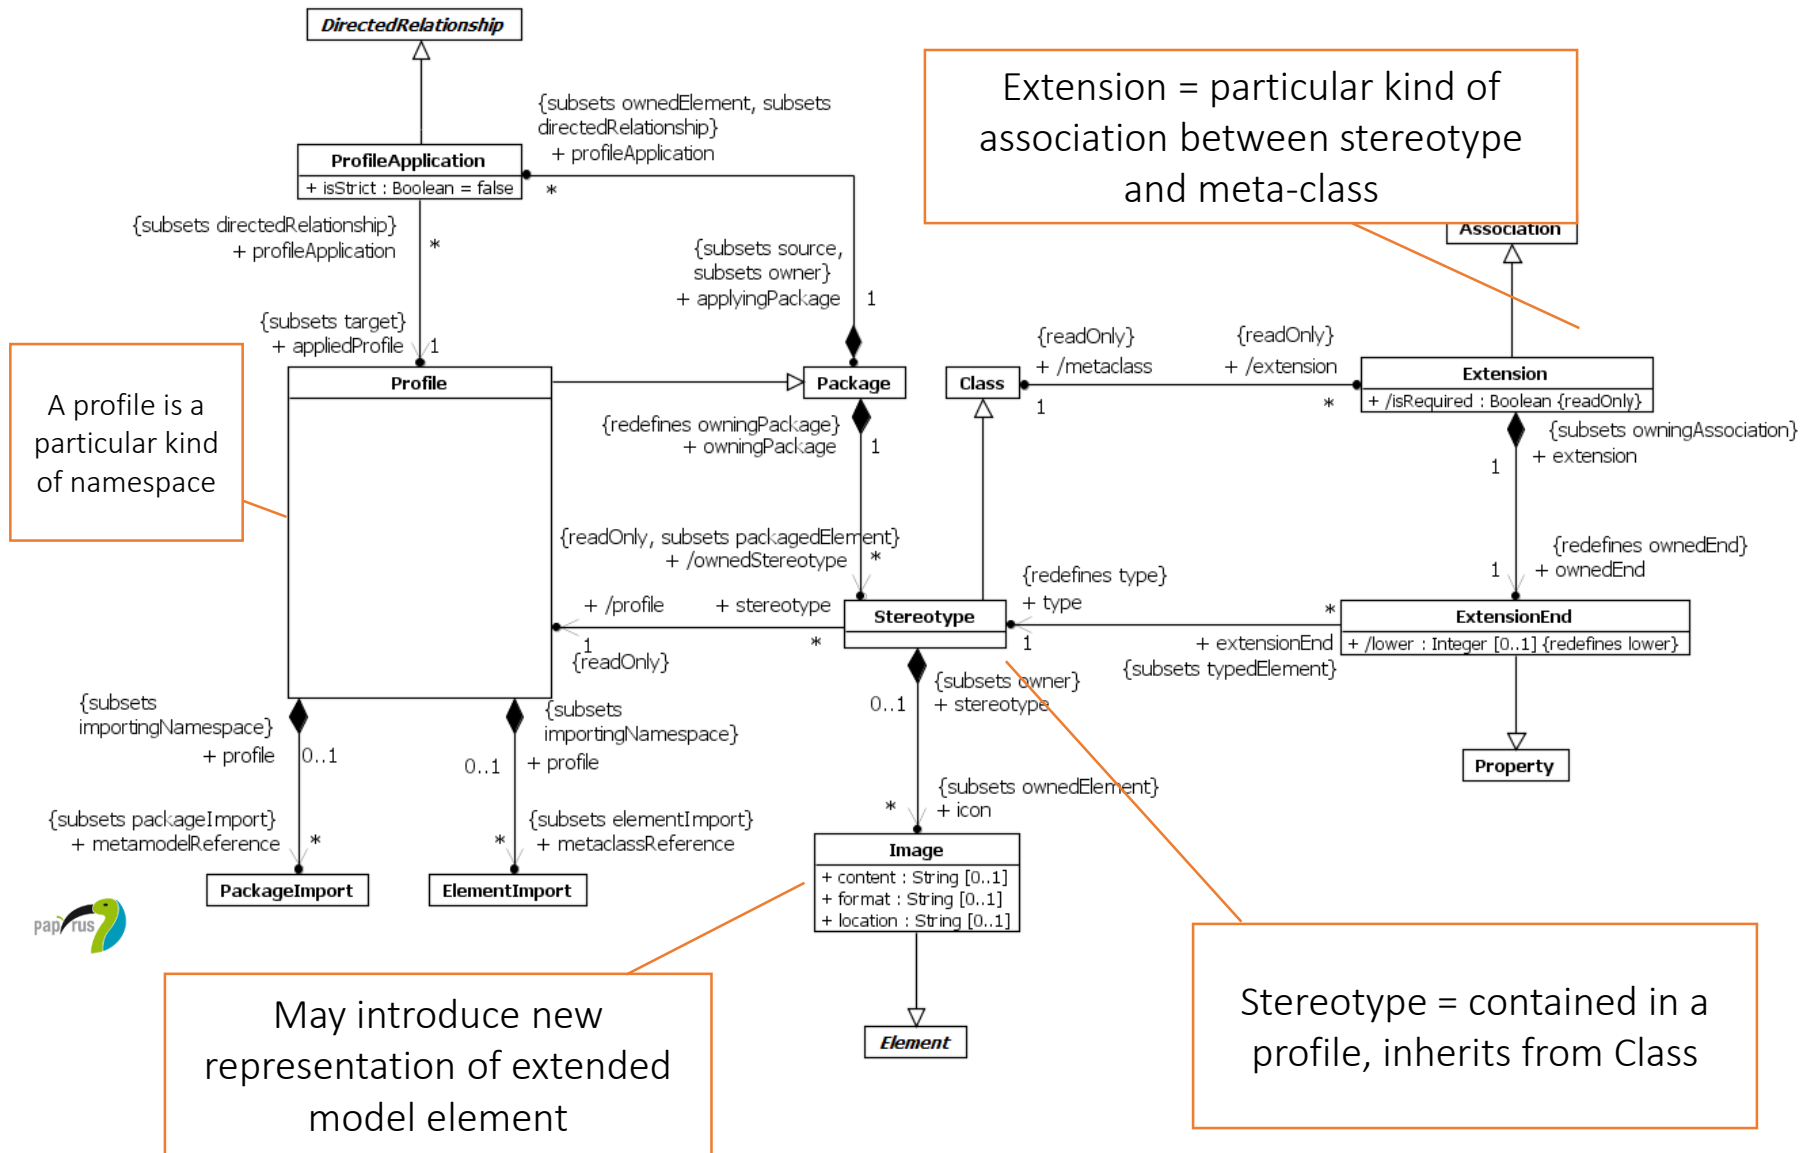 DirectedRelationship
{subsets ownedElement, subsets
directedRelationship}
+ profileApplication
*
ProfileApplication
+ isStrict : Boolean = false
{subsets directedRelationship}
+ profileApplication
*
{subsets source,
subsets owner}
+ applyingPackage
1
{subsets target}
+ appliedProfile
1
Extension = particular kind of
association between stereotype
and meta-class
Association
A profile is a
particular kind
of namespace
Profile
Package
Class
{readOnly}
+ /metaclass
1
{readOnly}
+ /extension
*
Extension
+ /isRequired : Boolean {readOnly}
{redefines owningPackage}
+ owningPackage
1
{subsets owningAssociation}
+ extension
1
{readOnly, subsets packagedElement}
+ /ownedStereotype
*
{redefines ownedEnd}
+ ownedEnd
1
+ /profile
1
{readOnly}
+ stereotype
*
Stereotype
{redefines type}
+ type
1
*
+ extensionEnd
{subsets typedElement}
ExtensionEnd
+ /lower : Integer [0..1] {redefines lower}
Property
{subsets
importingNamespace}
+ profile
0..1
{subsets
importingNamespace}
+ profile
0..1
{subsets owner}
+ stereotype
0..1
{subsets packageImport}
+ metamodelReference
*
{subsets elementImport}
+ metaclassReference
*
{subsets ownedElement}
+ icon
*
PackageImport
ElementImport
Image
+ content : String [0..1]
+ format : String [0..1]
+ location : String [0..1]
Element
papyrus
May introduce new
representation of extended
model element
Stereotype = contained in a
profile, inherits from Class